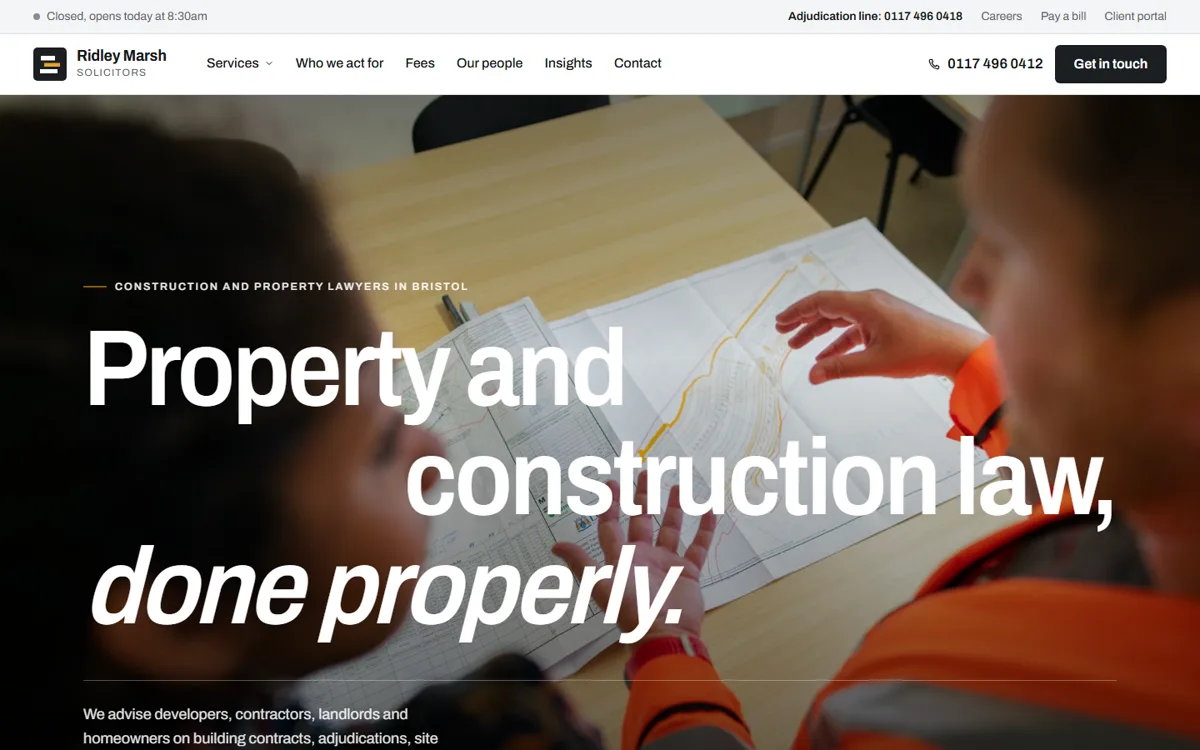 Closed, opens today at 8:30am
Adjudication line: 0117 496 0418 Careers Pay a bill Client portal
Ridley Marsh
SOLICITORS
Services Who we act for Fees Our people Insights Contact
0117 496 0412 Get in touch
CONSTRUCTION AND PROPERTY LAWYERS IN BRISTOL
Property and
construction law,
done properly.
We advise developers, contractors, landlords and
homeowners on building contracts, adjudications, site